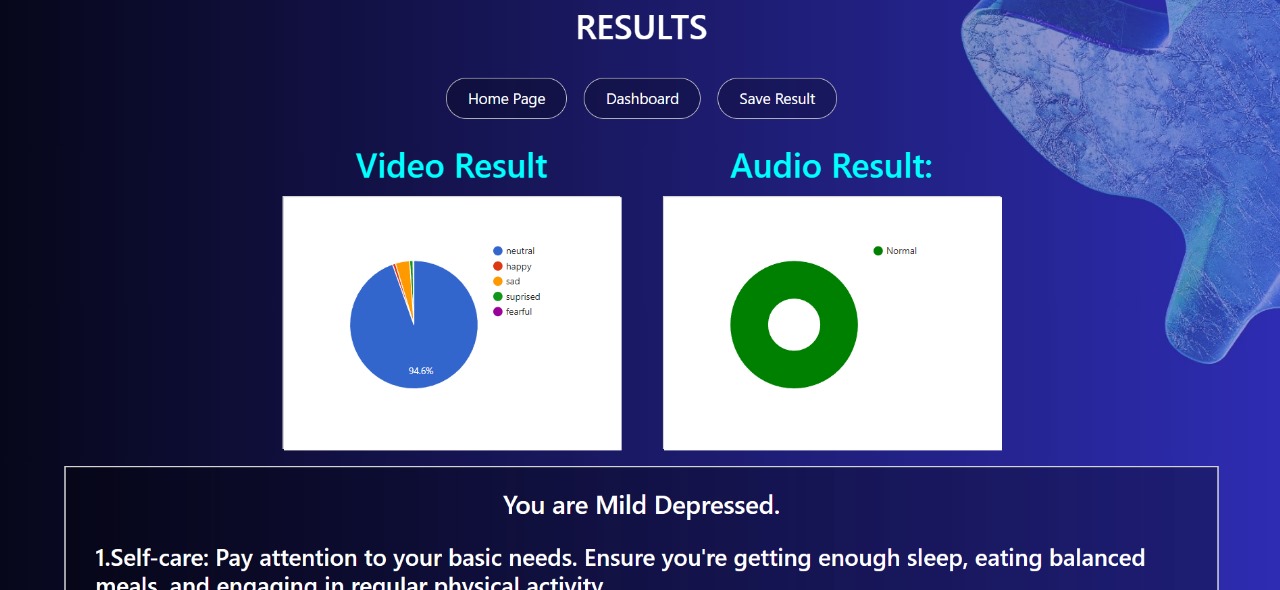 RESULTS
Home Page
Dashboard
Save Result
Video Result
Audio Result:
neutral
happy
sad
suprised
fearful
94.6%
Normal
You are Mild Depressed.
1.Self-care: Pay attention to your basic needs. Ensure you're getting enough sleep, eating balanced
meals, and engaging in regular physical activity.